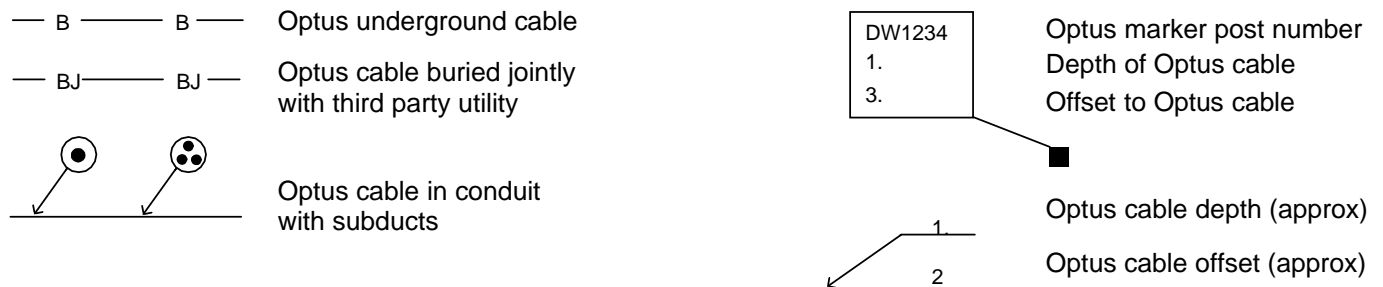 B B Optus underground cable
BJ BJ Optus cable buried jointly
with third party utility
Optus cable in conduit
with subducts
DW1234 Optus marker post number
1. Depth of Optus cable
3. Offset to Optus cable
1. Optus cable depth (approx)
2 Optus cable offset (approx)